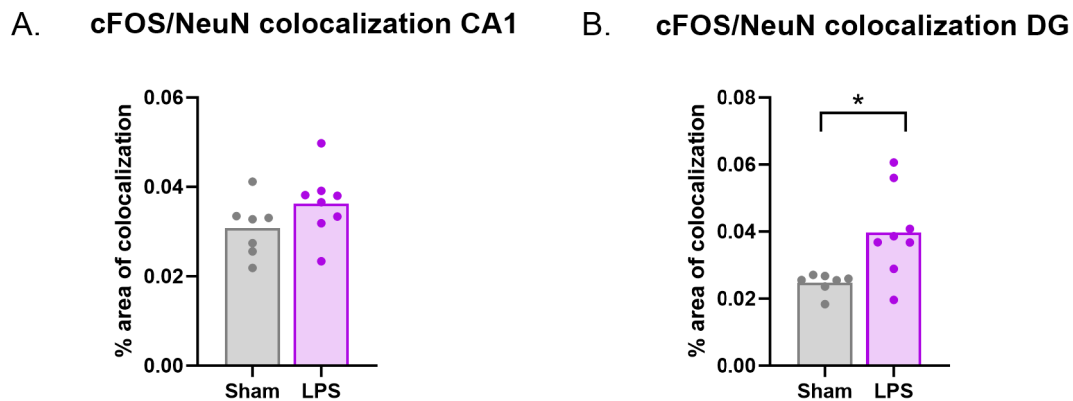 A.
cFOS/NeuN colocalization CA1
% area of colocalization
0.06
0.04
0.02
0.00
Sham
LPS
B.
cFOS/NeuN colocalization DG
% area of colocalization
0.08
0.06
0.04
0.02
0.00
*
Sham
LPS